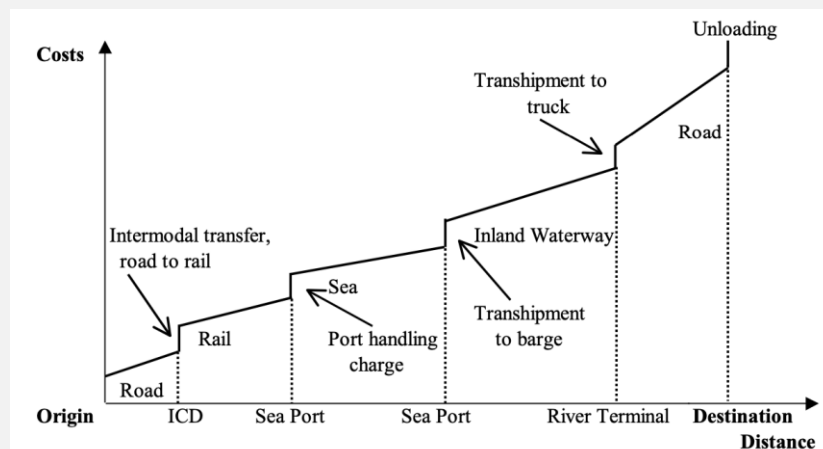 Unloading
Costs
Transhipment to
truck
Road
Intermodal transfer,
road to rail
Inland Waterway
Sea
Rail
Port handling
charge
Transhipment
to barge
Road
Origin
ICD
Sea Port
Sea Port
River Terminal
Destination
Distance